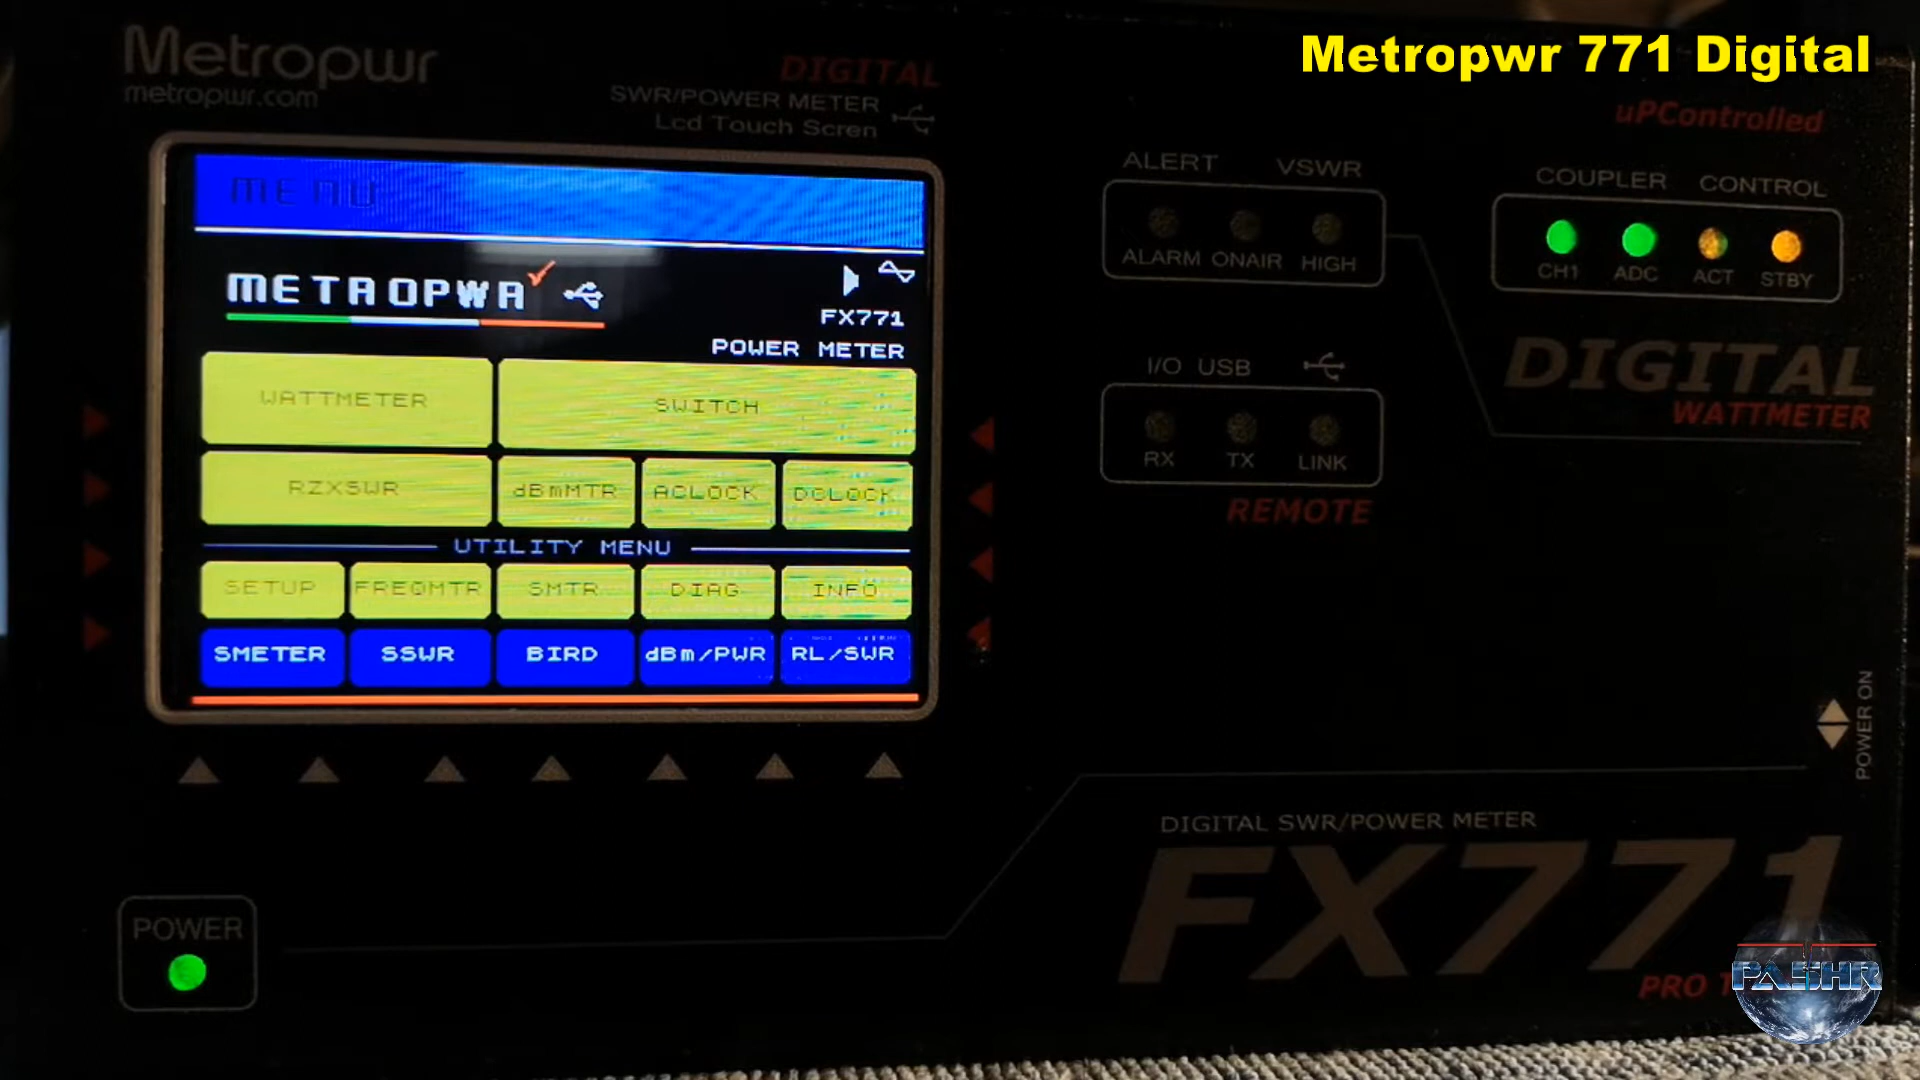 Metropwr 771 Digital
Metropwr
metropwr.com
DIGITAL
SWR/POWER METER
Lcd Touch Scren
uPControlled
MENU
METROPWR
FX771
POWER METER
WATTMETER SWITCH
RZXSWR dBmMTR ACLOCK DCLOCK
UTILITY MENU
SETUP FREQMTR SMTR DIAG INFO
SMETER SSWR BIRD dBm/PWR RL/SWR
ALERT VSWR
ALARM ONAIR HIGH
COUPLER CONTROL
CH1 ADC ACT STBY
DIGITAL
WATTMETER
I/O USB
RX TX LINK
REMOTE
POWER ON
DIGITAL SWR/POWER METER
FX771
PRO
POWER
PA5HR